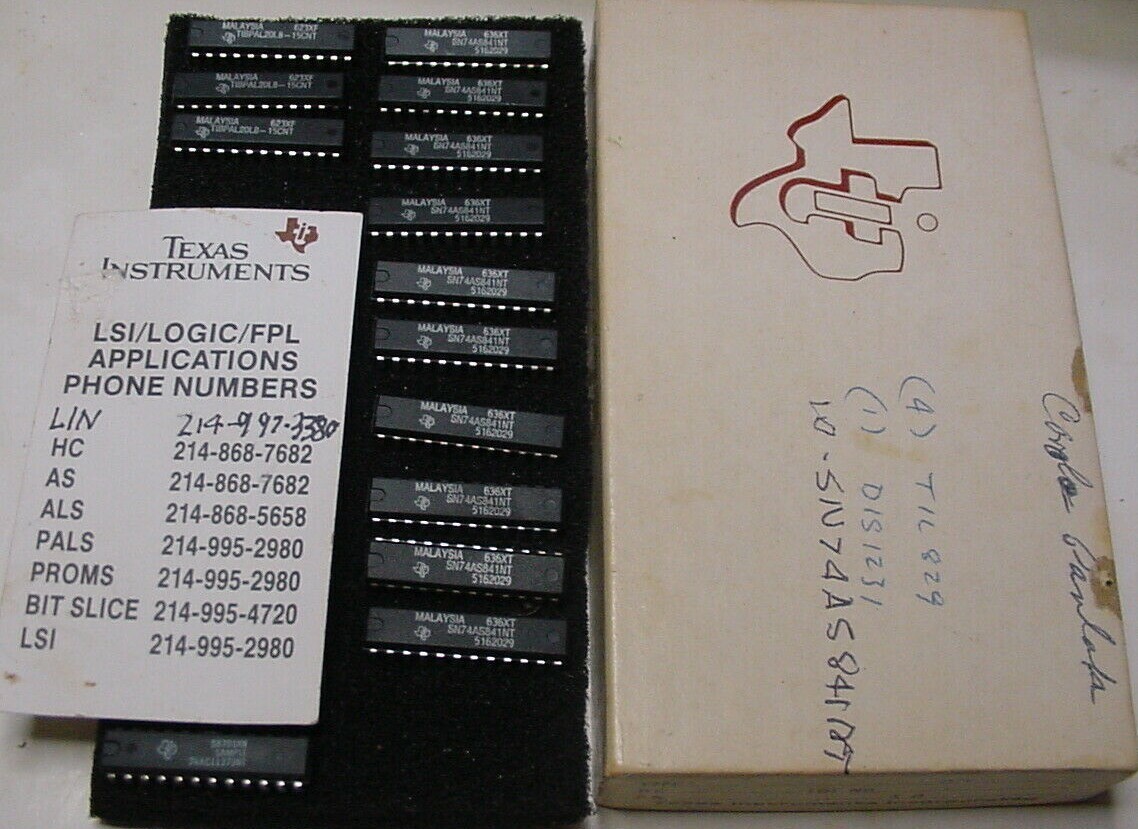 MALAYSIA 623XF
TIBPAL20L8-15CNT
MALAYSIA 623XF
TIBPAL20L8-15CNT
MALAYSIA 623XF
TIBPAL20L8-15CNT
TEXAS
INSTRUMENTS
LSI/LOGIC/FPL
APPLICATIONS
PHONE NUMBERS
LIN 214-997-3380
HC 214-868-7682
AS 214-868-7682
ALS 214-868-5658
PALS 214-995-2980
PROMS 214-995-2980
BIT SLICE 214-995-4720
LSI 214-995-2980
SAMPLE
MALAYSIA 636XT
SN74AS841NT
5162029
MALAYSIA 636XT
SN74AS841NT
5162029
MALAYSIA 636XT
SN74AS841NT
5162029
MALAYSIA 636XT
SN74AS841NT
5162029
MALAYSIA 636XT
SN74AS841NT
5162029
MALAYSIA 636XT
SN74AS841NT
5162029
MALAYSIA 636XT
SN74AS841NT
5162029
MALAYSIA 636XT
SN74AS841NT
5162029
MALAYSIA 636XT
SN74AS841NT
5162029
MALAYSIA 636XT
SN74AS841NT
5162029
(4) TIL 829
(1) DIS1231
10-SN74AS841NT